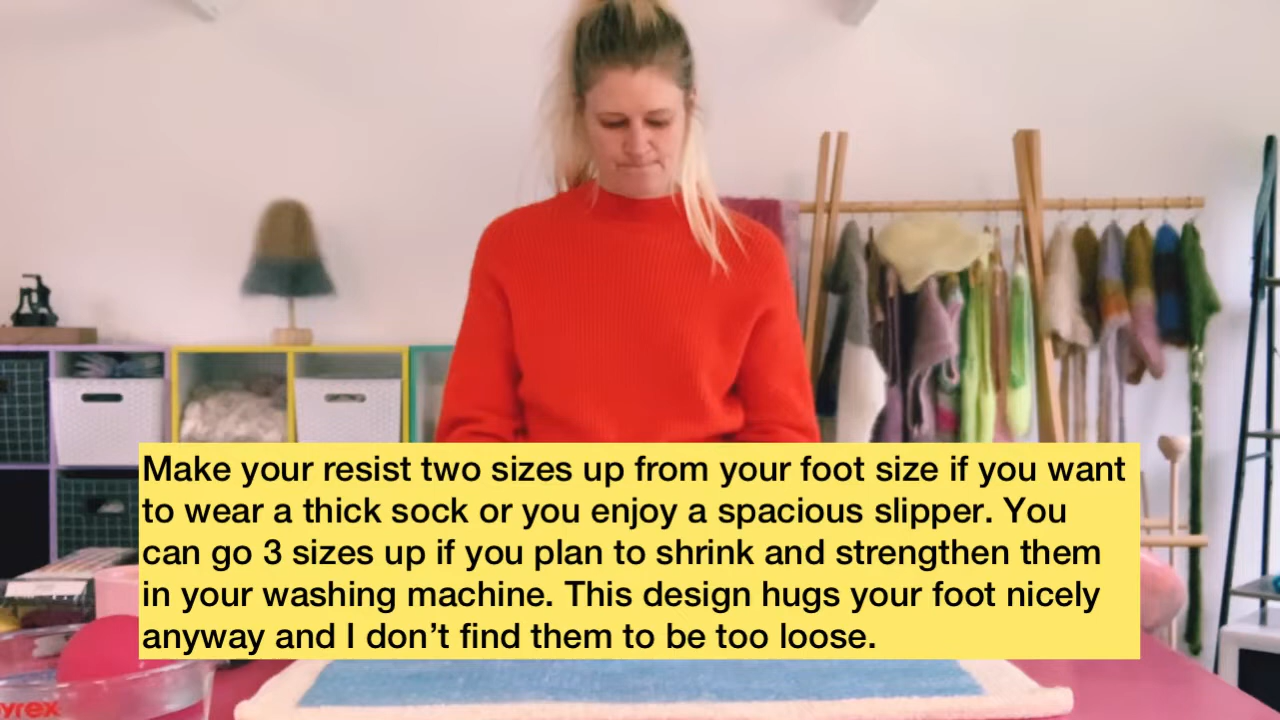 Make your resist two sizes up from your foot size if you want
to wear a thick sock or you enjoy a spacious slipper. You
can go 3 sizes up if you plan to shrink and strengthen them
in your washing machine. This design hugs your foot nicely
anyway and I don’t find them to be too loose.